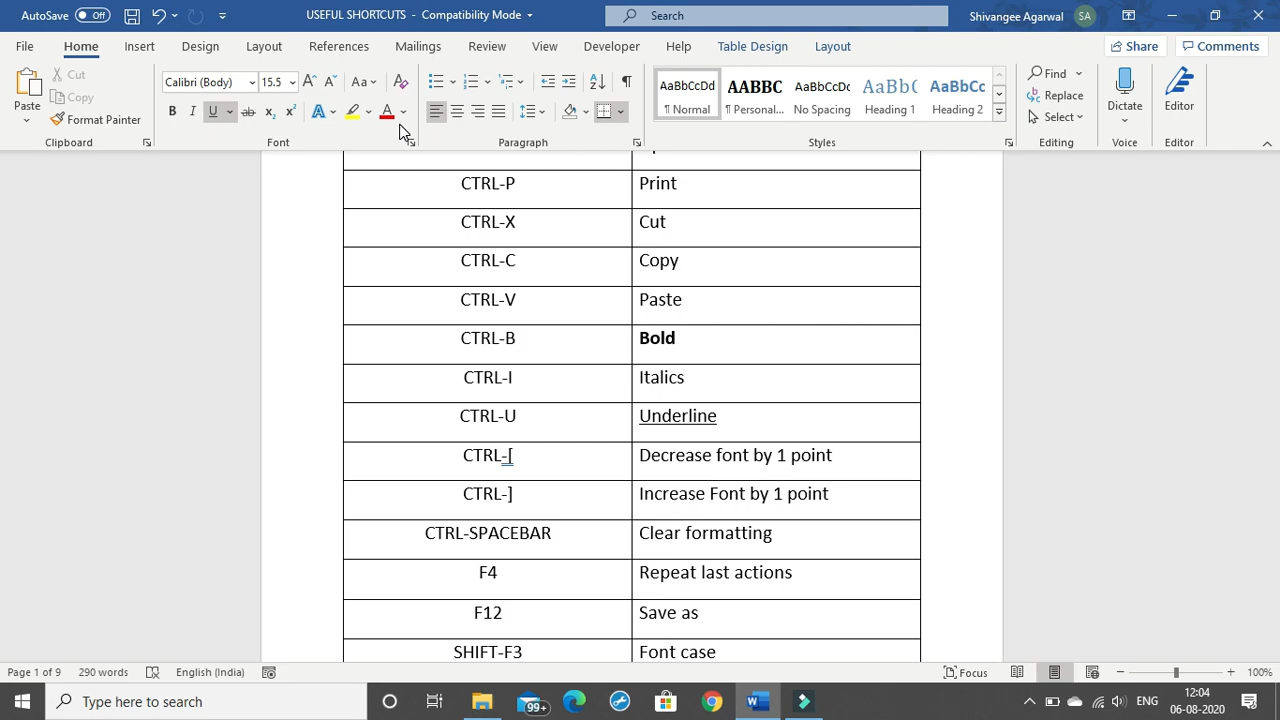 AutoSave Off USEFUL SHORTCUTS - Compatibility Mode Search Shivangee Agarwal SA
File Home Insert Design Layout References Mailings Review View Developer Help Table Design Layout Share Comments
Paste Cut Copy Format Painter
Clipboard
Calibri (Body) 15.5
Font
Paragraph
AaBbCcDd ¶ Normal
AABBC ¶ Personal...
AaBbCcDc No Spacing
AaBbC Heading 1
AaBbCc Heading 2
Styles
Find
Replace
Select
Editing
Dictate
Voice
Editor
Editor
CTRL-P Print
CTRL-X Cut
CTRL-C Copy
CTRL-V Paste
CTRL-B Bold
CTRL-I Italics
CTRL-U Underline
CTRL-[ Decrease font by 1 point
CTRL-] Increase Font by 1 point
CTRL-SPACEBAR Clear formatting
F4 Repeat last actions
F12 Save as
SHIFT-F3 Font case
Page 1 of 9 290 words English (India) Focus 100%
Type here to search 99+ ENG 12:04
06-08-2020